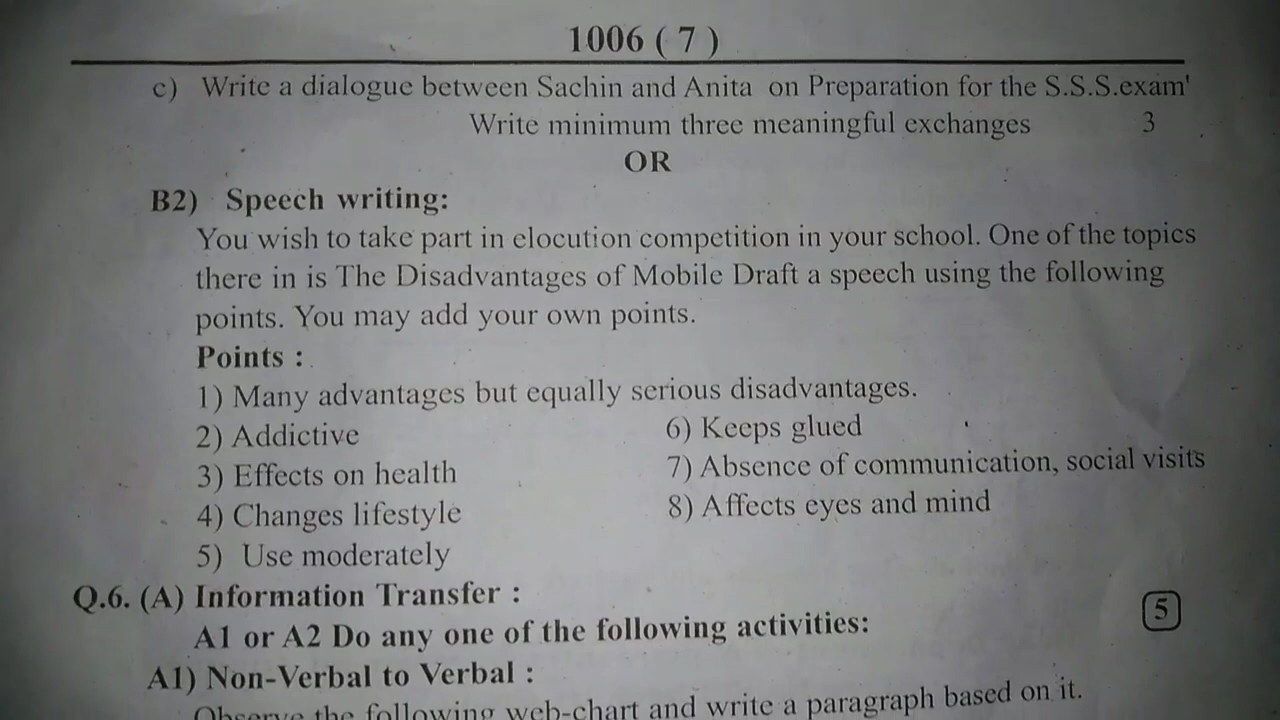 1006 ( 7 )
c) Write a dialogue between Sachin and Anita on Preparation for the S.S.S.exam'
Write minimum three meaningful exchanges 3
OR
B2) Speech writing:
You wish to take part in elocution competition in your school. One of the topics
there in is The Disadvantages of Mobile Draft a speech using the following
points. You may add your own points.
Points :
1) Many advantages but equally serious disadvantages.
2) Addictive 6) Keeps glued
3) Effects on health 7) Absence of communication, social visits
4) Changes lifestyle 8) Affects eyes and mind
5) Use moderately
Q.6. (A) Information Transfer : 5
A1 or A2 Do any one of the following activities:
A1) Non-Verbal to Verbal :
Observe the following web-chart and write a paragraph based on it.